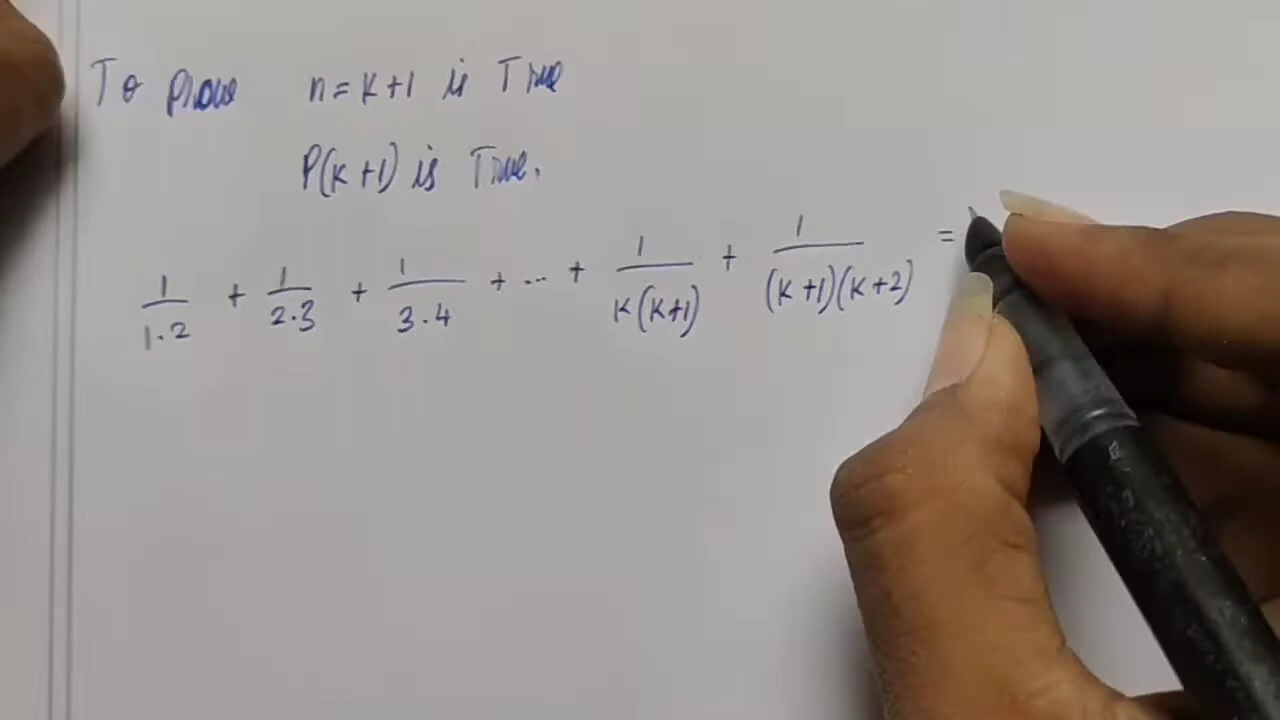 To prove n = k+1 is True
P(k+1) is True.
1/1.2 + 1/2.3 + 1/3.4 + ... + 1/k(k+1) + 1/(k+1)(k+2) =